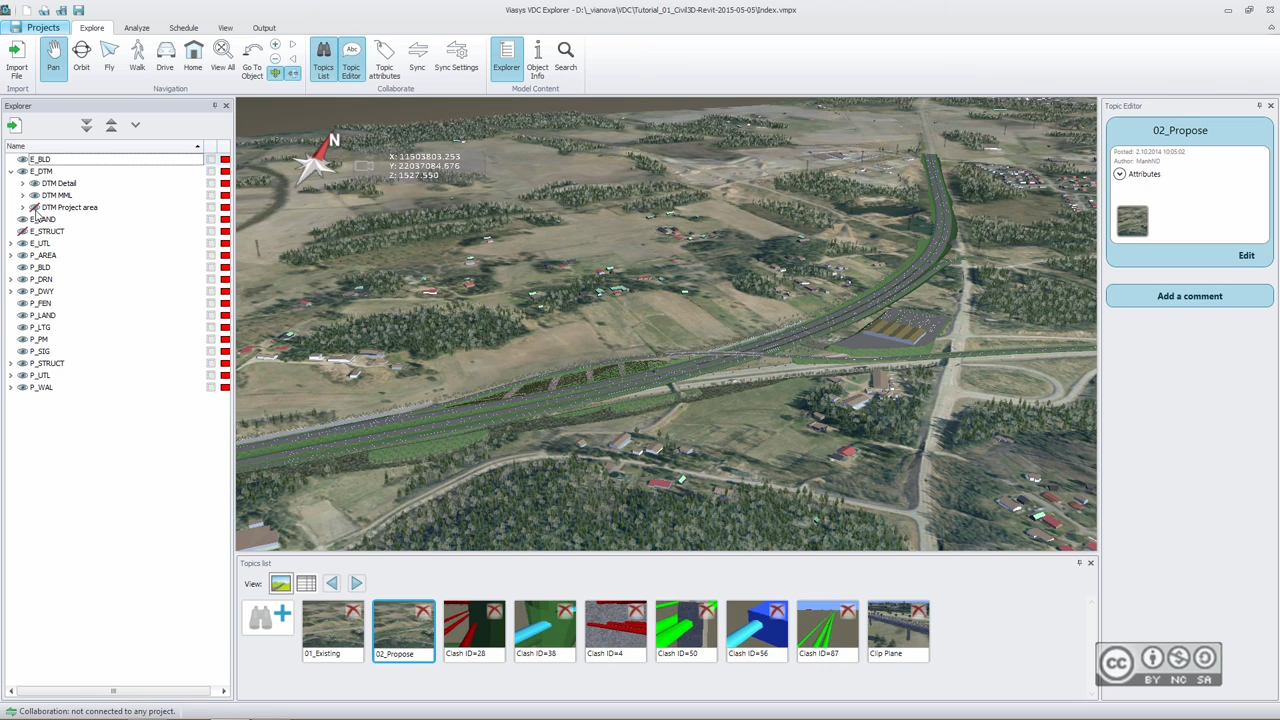 Viasys VDC Explorer - D:\_vianova\VDC\Tutorial_01_Civil3D-Revit-2015-05-05\Index.vmpx
Projects
Explore
Analyze
Schedule
View
Output
Import File
Pan
Orbit
Fly
Walk
Drive
Home
View All
Go To Object
Topics List
Topic Editor
Topic attributes
Sync
Sync Settings
Explorer
Object Info
Search
Import
Navigation
Collaborate
Model Content
Explorer
Name
E_BLD
E_DTM
DTM Detail
DTM MML
DTM Project area
E_STRUCT
E_UTL
P_AREA
P_BLD
P_DRN
P_DWY
P_FEN
P_LAND
P_LTG
P_PM
P_SIG
P_STRUCT
P_UTL
P_WAL
N
X: 11503803.253
Y: 22037084.676
Z: 1527.550
Topic Editor
02_Propose
Posted: 2.10.2014 10:05:02
Author: ManhND
Attributes
Edit
Add a comment
Topics list
View:
01_Existing
02_Propose
Clash ID=28
Clash ID=38
Clash ID=4
Clash ID=50
Clash ID=56
Clash ID=87
Clip Plane
cc
BY NC SA
Collaboration: not connected to any project.